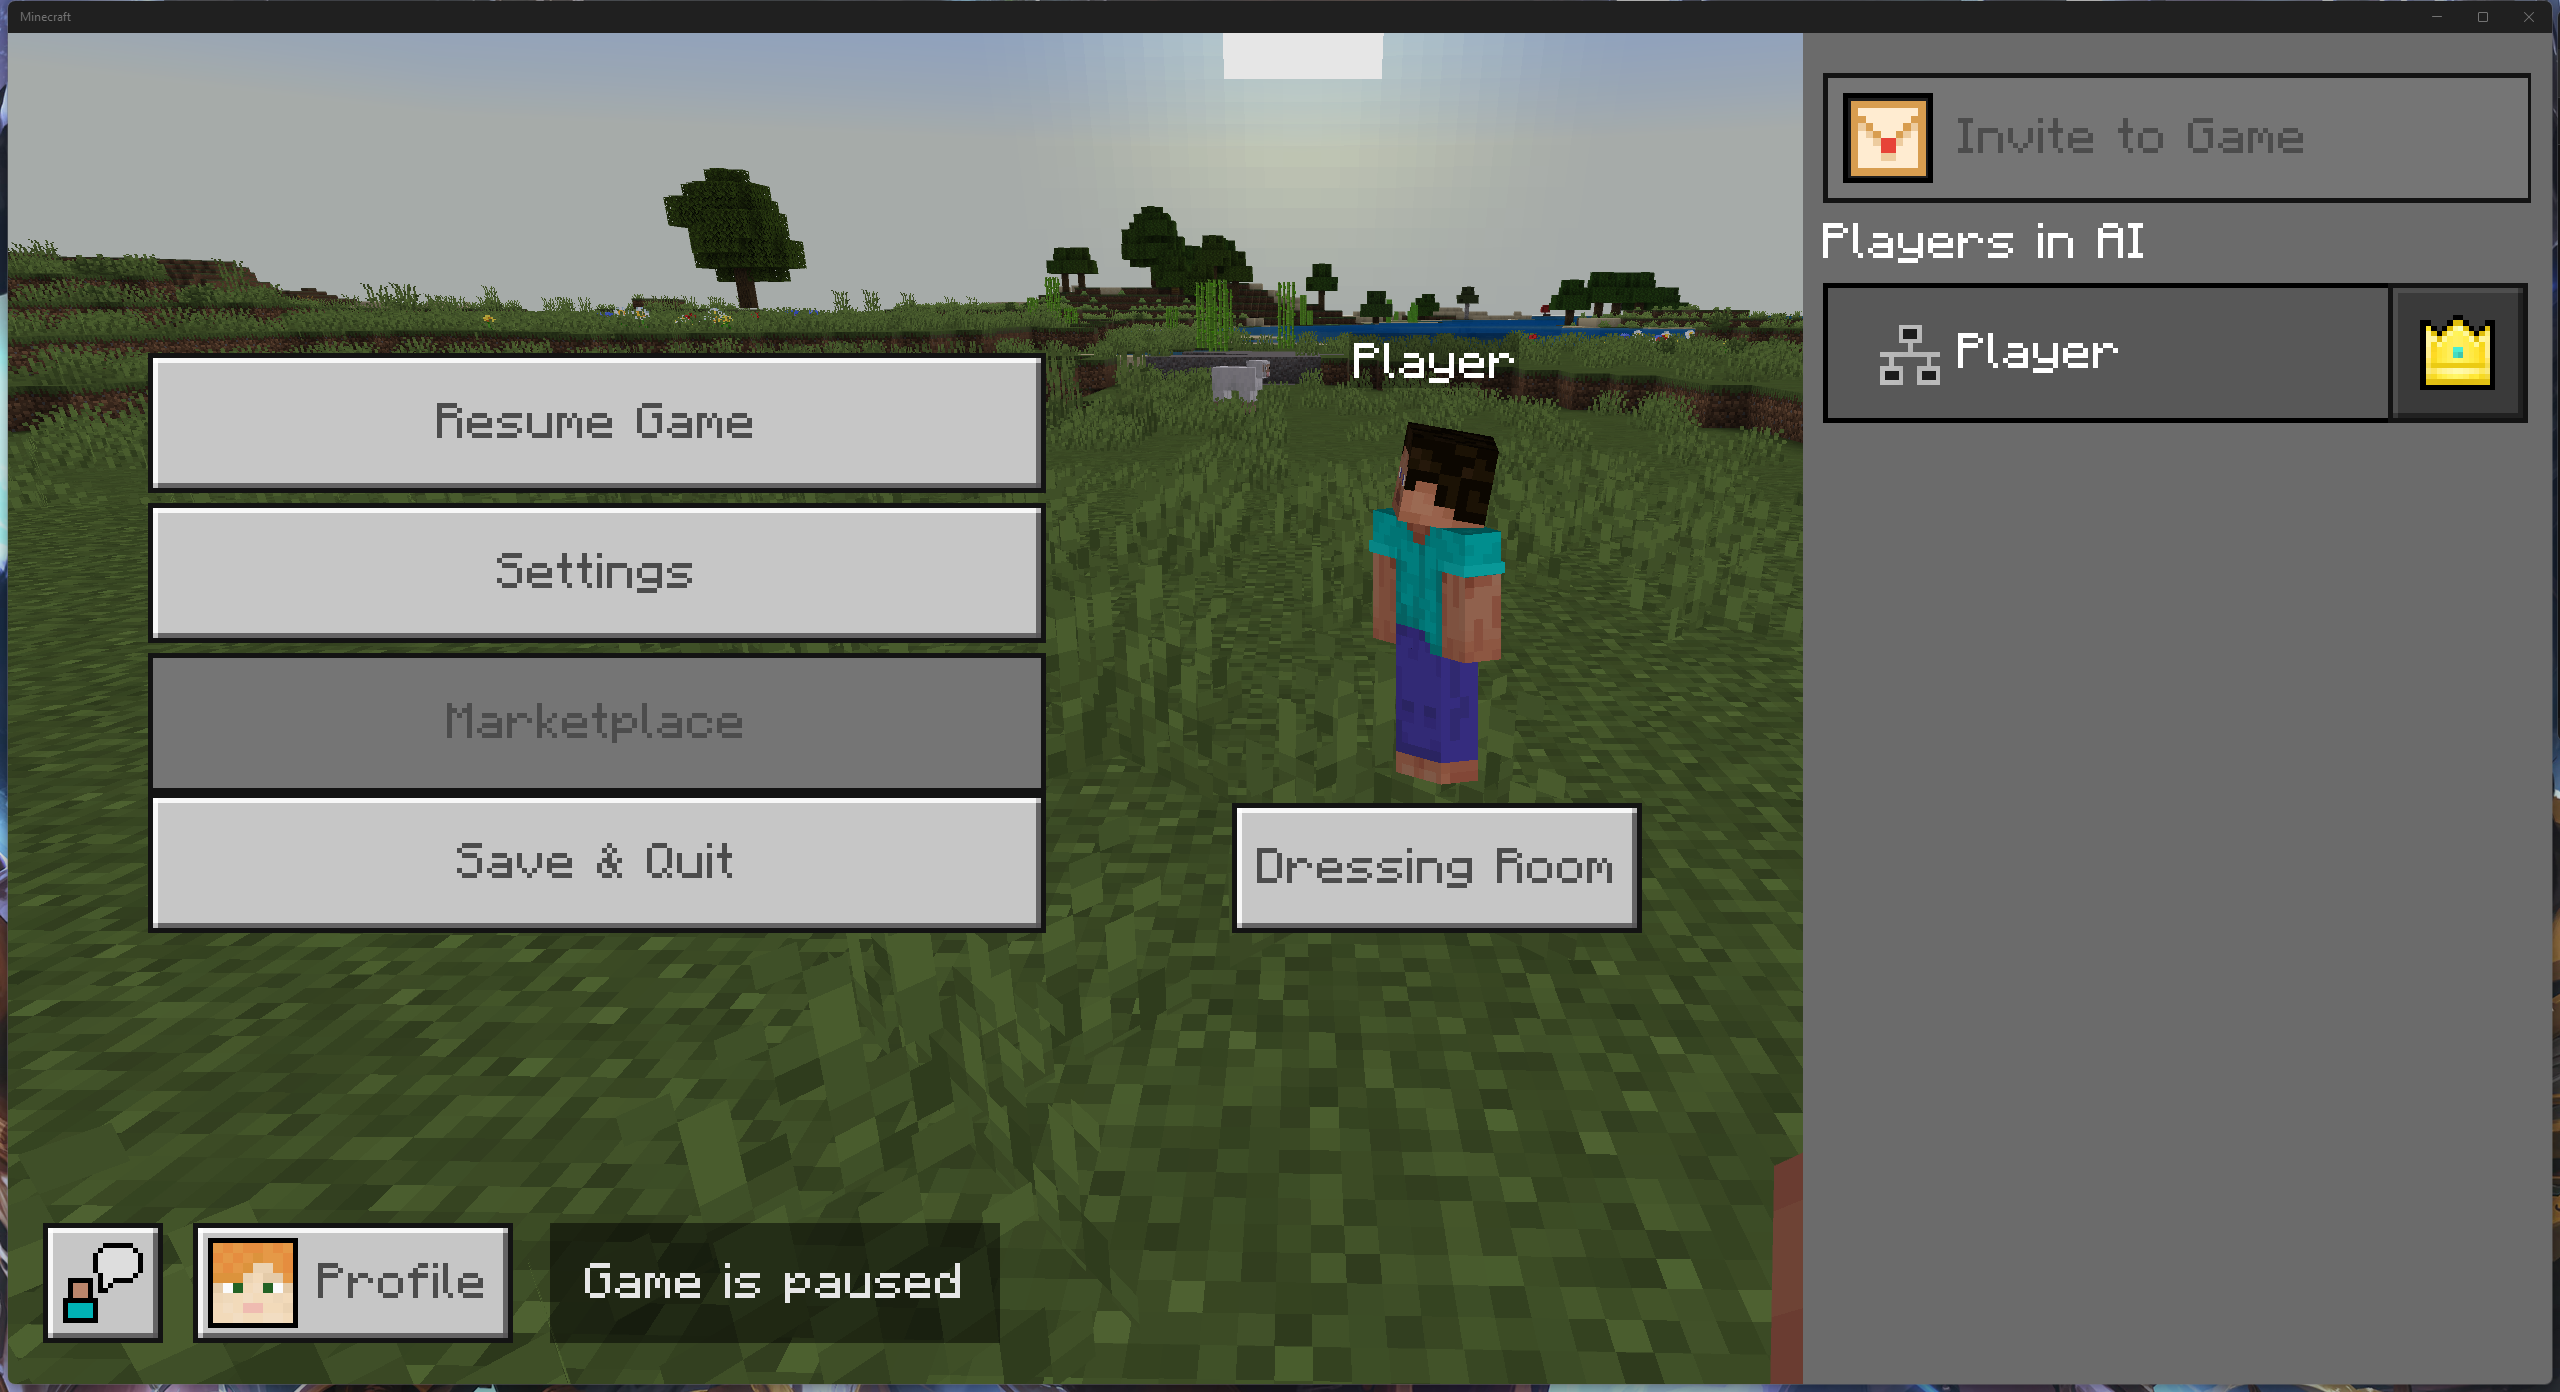 Minecraft
Invite to Game
Players in AI
Player
Player
Resume Game
Settings
Marketplace
Save & Quit
Dressing Room
Profile
Game is paused